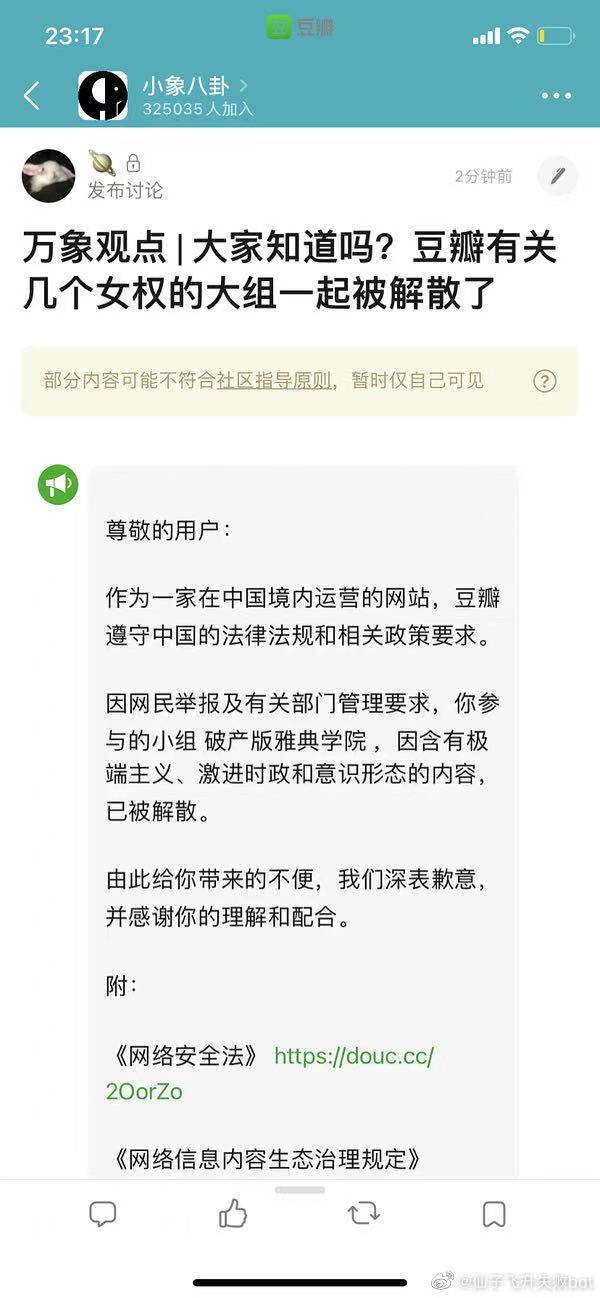 23:17
豆 豆瓣
小象八卦
325035人加入
发布讨论
2分钟前
万象观点 | 大家知道吗？豆瓣有关
几个女权的大组一起被解散了
部分内容可能不符合社区指导原则，暂时仅自己可见
?
尊敬的用户：
作为一家在中国境内运营的网站，豆瓣
遵守中国的法律法规和相关政策要求。
因网民举报及有关部门管理要求，你参
与的小组 破产版雅典学院 ，因含有极
端主义、激进时政和意识形态的内容，
已被解散。
由此给你带来的不便，我们深表歉意，
并感谢你的理解和配合。
附：
《网络安全法》 https://douc.cc/
2OorZo
《网络信息内容生态治理规定》
@仙子飞升失败bot